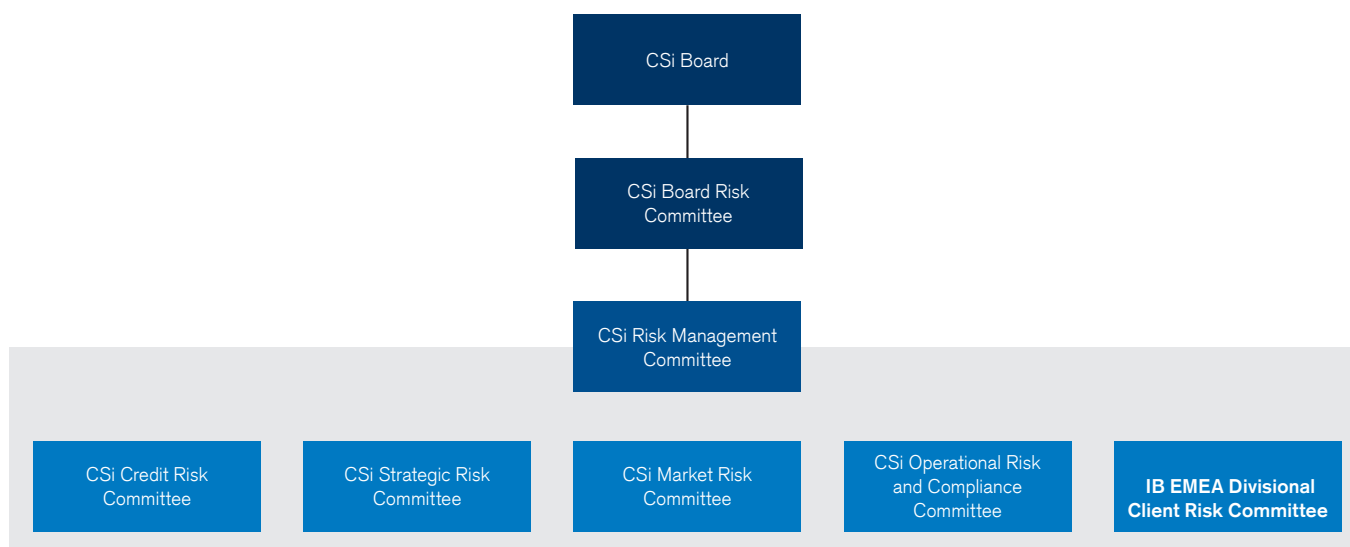 CSi Board
CSi Board Risk
Committee
CSi Risk Management
Committee
CSi Credit Risk
Committee
CSi Strategic Risk
Committee
CSi Market Risk
Committee
CSi Operational Risk
and Compliance
Committee
IB EMEA Divisional
Client Risk Committee